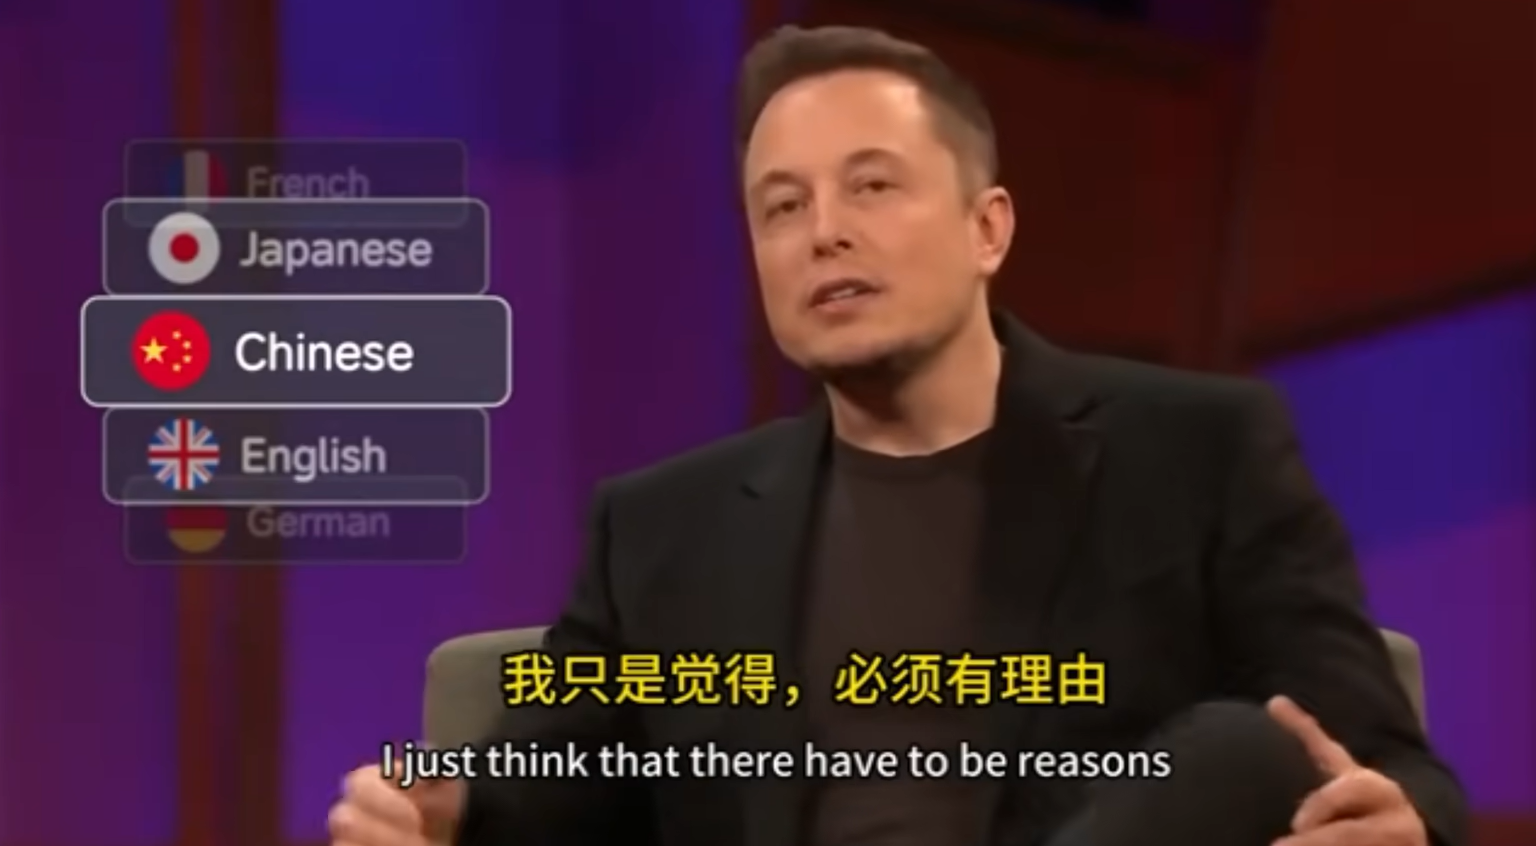 French
Japanese
Chinese
English
German
我只是觉得，必须有理由
I just think that there have to be reasons